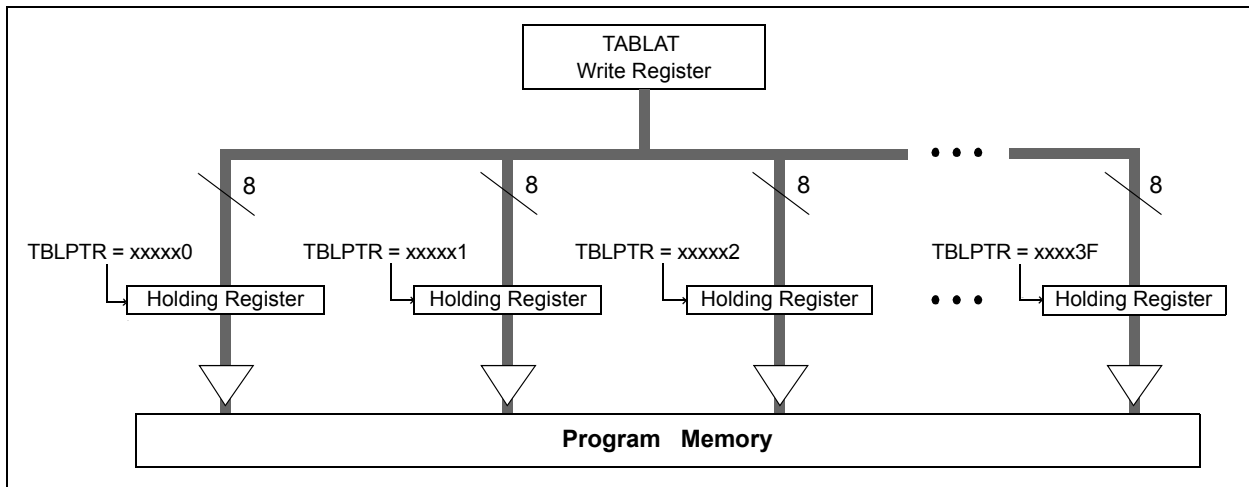 TABLAT
Write Register
8 8 8 8
TBLPTR = xxxxx0 TBLPTR = xxxxx1 TBLPTR = xxxxx2 TBLPTR = xxxx3F
Holding Register Holding Register Holding Register Holding Register
Program Memory